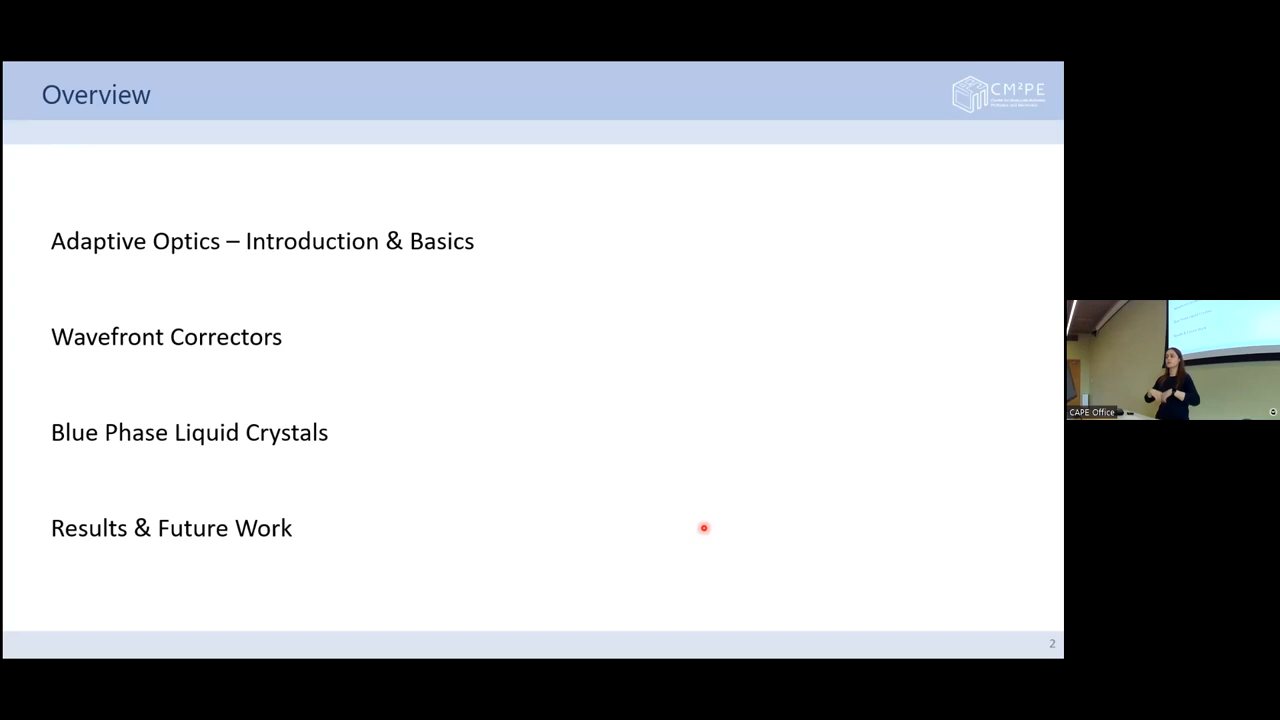 Overview
CM²PE
Adaptive Optics – Introduction & Basics
Wavefront Correctors
Blue Phase Liquid Crystals
Results & Future Work
2
CAPE Office